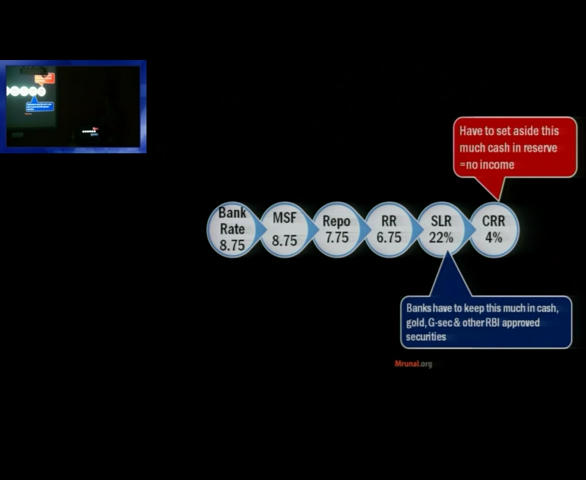 Have to set aside this
much cash in reserve
=no income
Bank
Rate
8.75
MSF
8.75
Repo
7.75
RR
6.75
SLR
22%
CRR
4%
Banks have to keep this much in cash,
gold, G-sec & other RBI approved
securities
Mrunal.org